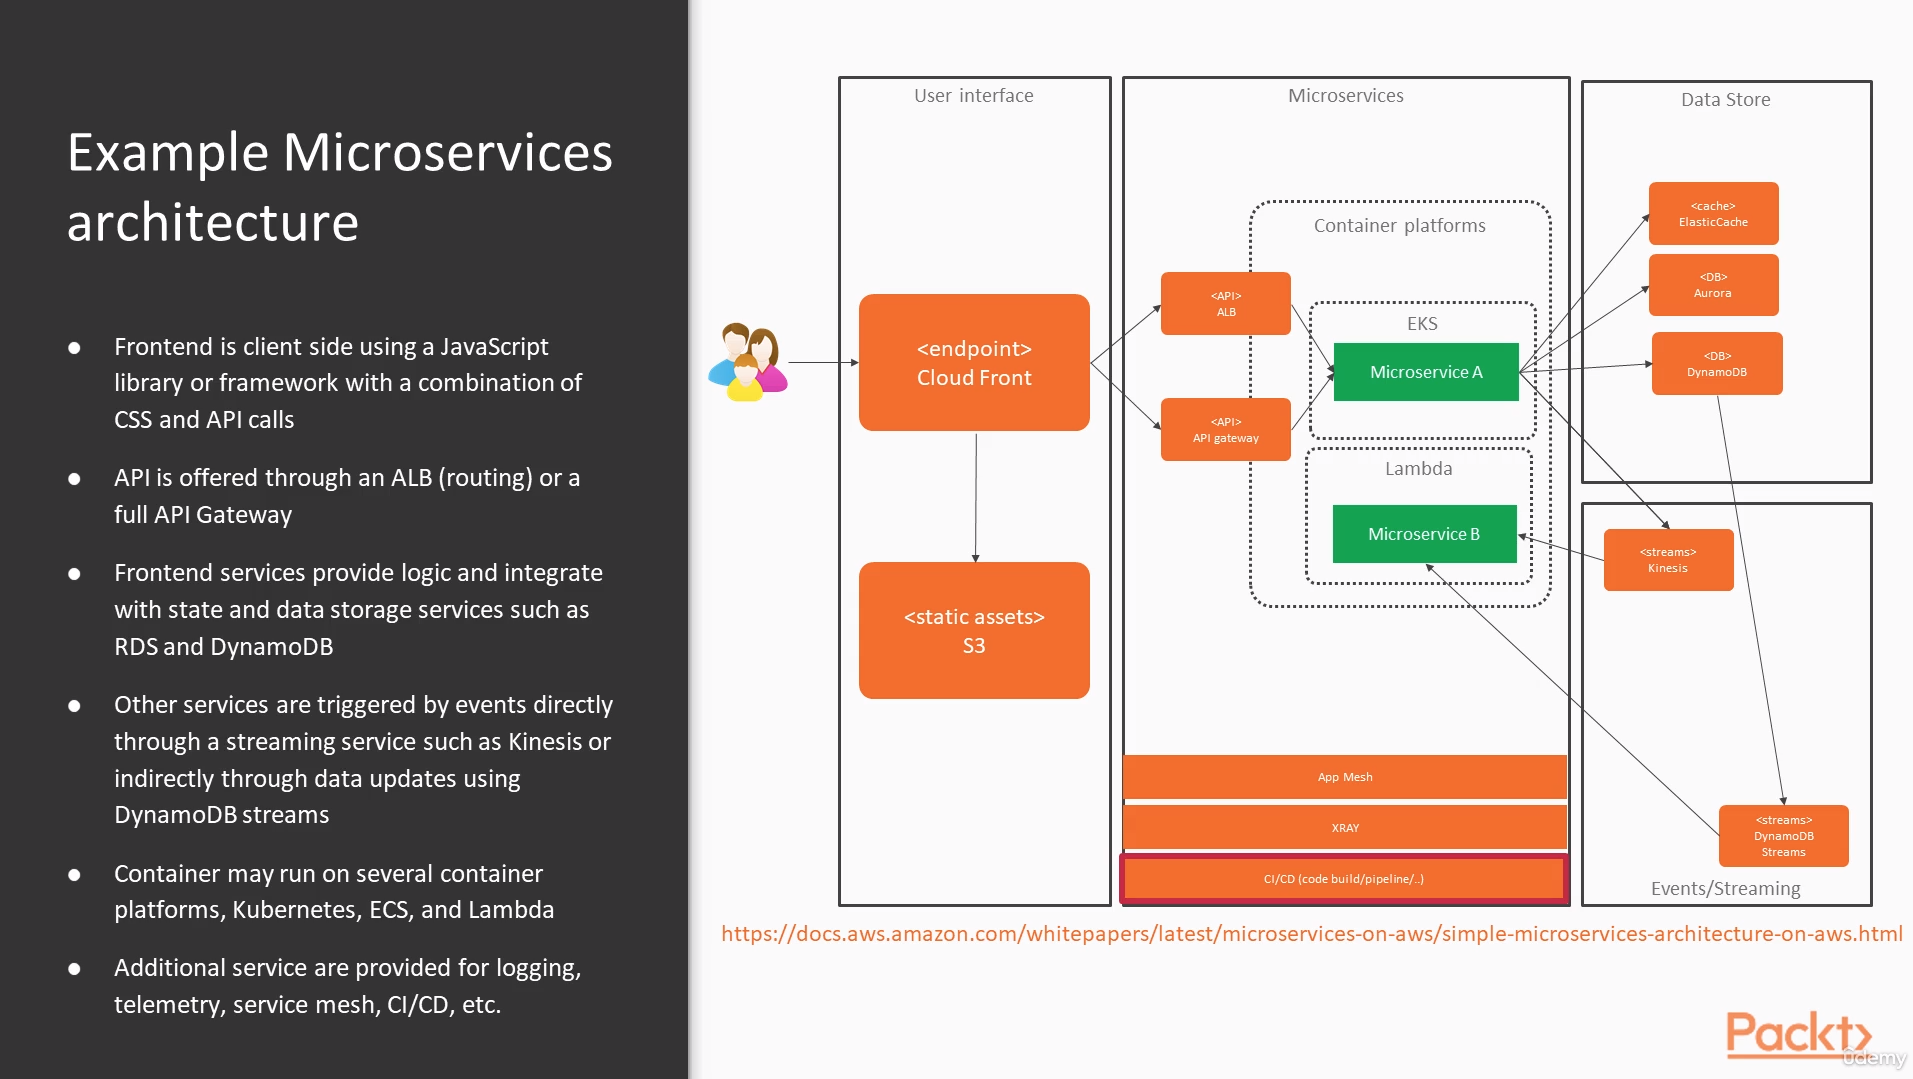 Example Microservices
architecture
Frontend is client side using a JavaScript
library or framework with a combination of
CSS and API calls
API is offered through an ALB (routing) or a
full API Gateway
Frontend services provide logic and integrate
with state and data storage services such as
RDS and DynamoDB
Other services are triggered by events directly
through a streaming service such as Kinesis or
indirectly through data updates using
DynamoDB streams
Container may run on several container
platforms, Kubernetes, ECS, and Lambda
Additional service are provided for logging,
telemetry, service mesh, CI/CD, etc.
User interface
<endpoint>
Cloud Front
<static assets>
S3
Microservices
Container platforms
<API>
ALB
<API>
API gateway
EKS
Microservice A
Lambda
Microservice B
App Mesh
XRAY
CI/CD (code build/pipeline/..)
Data Store
<cache>
ElasticCache
<DB>
Aurora
<DB>
DynamoDB
<streams>
Kinesis
<streams>
DynamoDB
Streams
Events/Streaming
https://docs.aws.amazon.com/whitepapers/latest/microservices-on-aws/simple-microservices-architecture-on-aws.html
Packt
ûdemy